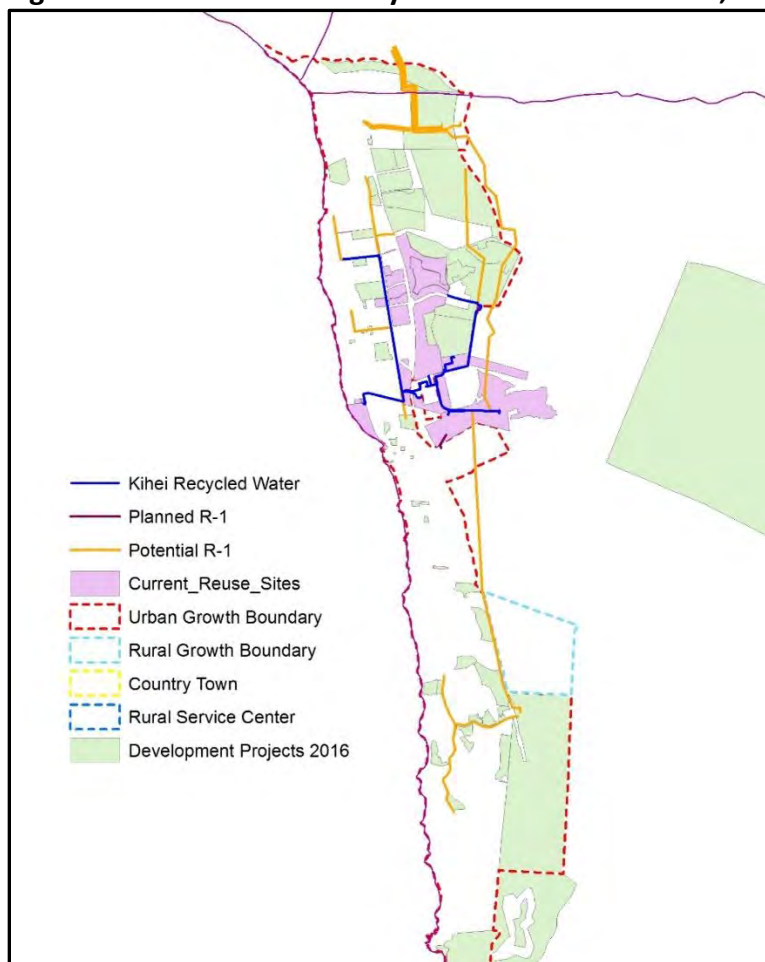 Kihei Recycled Water
Planned R-1
Potential R-1
Current_Reuse_Sites
Urban Growth Boundary
Rural Growth Boundary
Country Town
Rural Service Center
Development Projects 2016